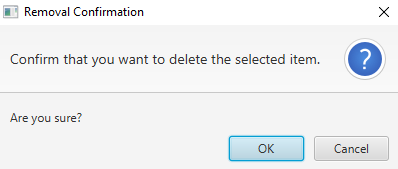 Removal Confirmation
Confirm that you want to delete the selected item.
?
Are you sure?
OK
Cancel